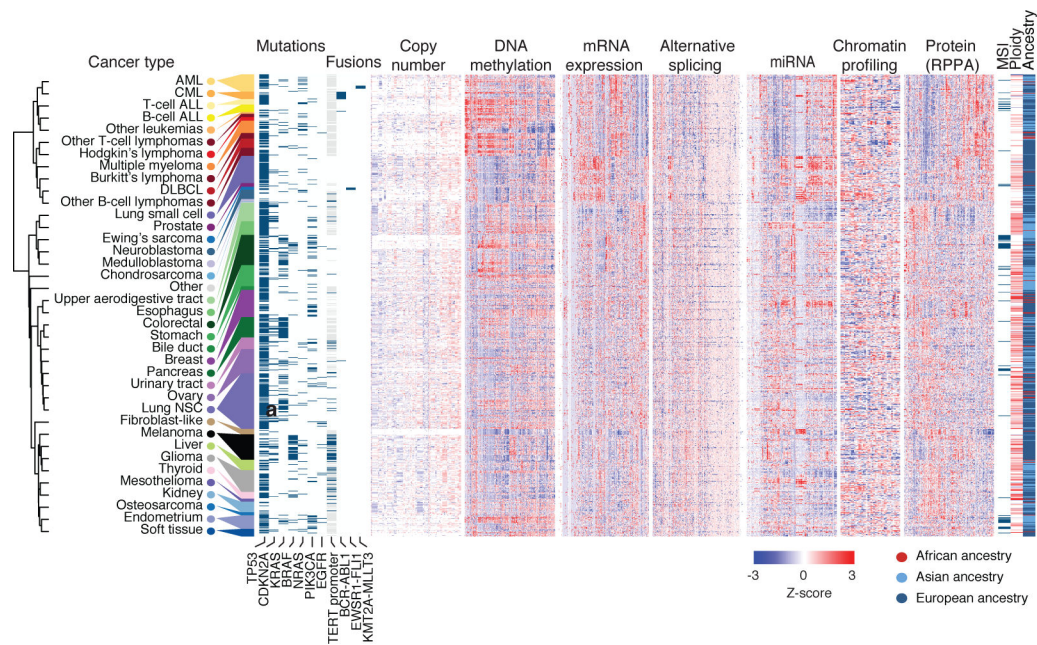 Mutations
Fusions
Copy
number
DNA
methylation
mRNA
expression
Alternative
splicing
miRNA
Chromatin
profiling
Protein
(RPPA)
MSI
Ploidy
Ancestry
Cancer type
AML
CML
T-cell ALL
B-cell ALL
Other leukemias
Other T-cell lymphomas
Hodgkin's lymphoma
Multiple myeloma
Burkitt's lymphoma
DLBCL
Other B-cell lymphomas
Lung small cell
Prostate
Ewing's sarcoma
Neuroblastoma
Medulloblastoma
Chondrosarcoma
Other
Upper aerodigestive tract
Esophagus
Colorectal
Stomach
Bile duct
Breast
Pancreas
Urinary tract
Ovary
Lung NSC
a
Fibroblast-like
Melanoma
Liver
Glioma
Thyroid
Mesothelioma
Kidney
Osteosarcoma
Endometrium
Soft tissue
TP53
CDKN2A
KRAS
BRAF
NRAS
PIK3CA
EGFR
TERT promoter
BCR-ABL1
EWSR1-FLI1
KMT2A-MLLT3
-3 0 3
Z-score
African ancestry
Asian ancestry
European ancestry